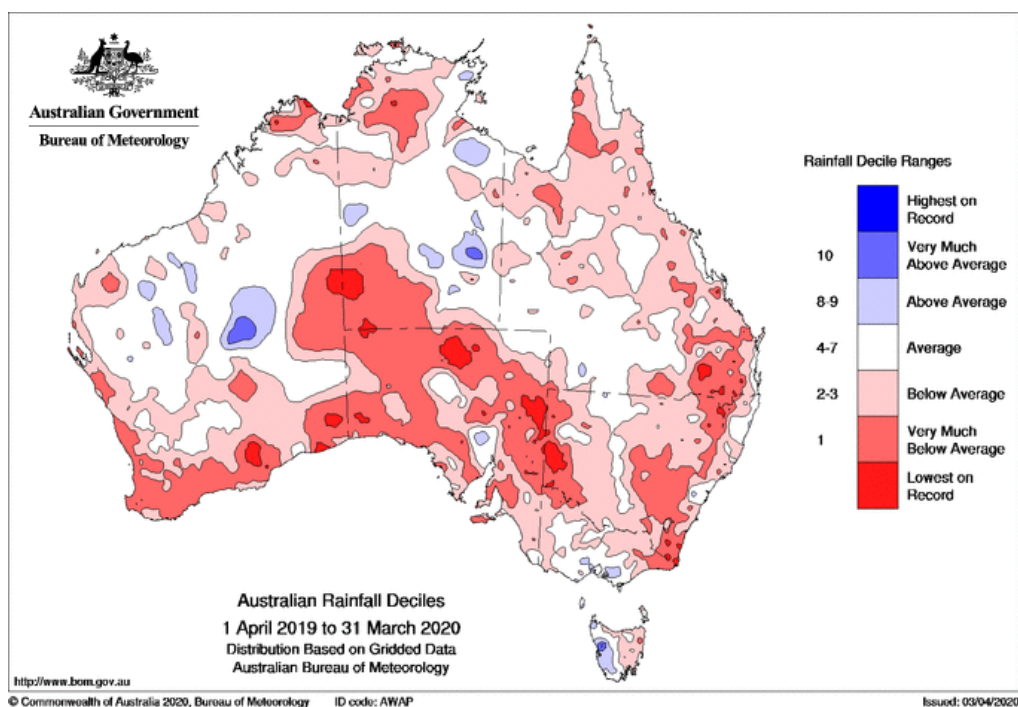 Australian Government
Bureau of Meteorology
Rainfall Decile Ranges
Highest on
Record
10
Very Much
Above Average
8-9
Above Average
4-7
Average
2-3
Below Average
1
Very Much
Below Average
Lowest on
Record
Australian Rainfall Deciles
1 April 2019 to 31 March 2020
Distribution Based on Gridded Data
Australian Bureau of Meteorology
http://www.bom.gov.au
© Commonwealth of Australia 2020, Bureau of Meteorology ID code: AWAP Issued: 03/04/2020